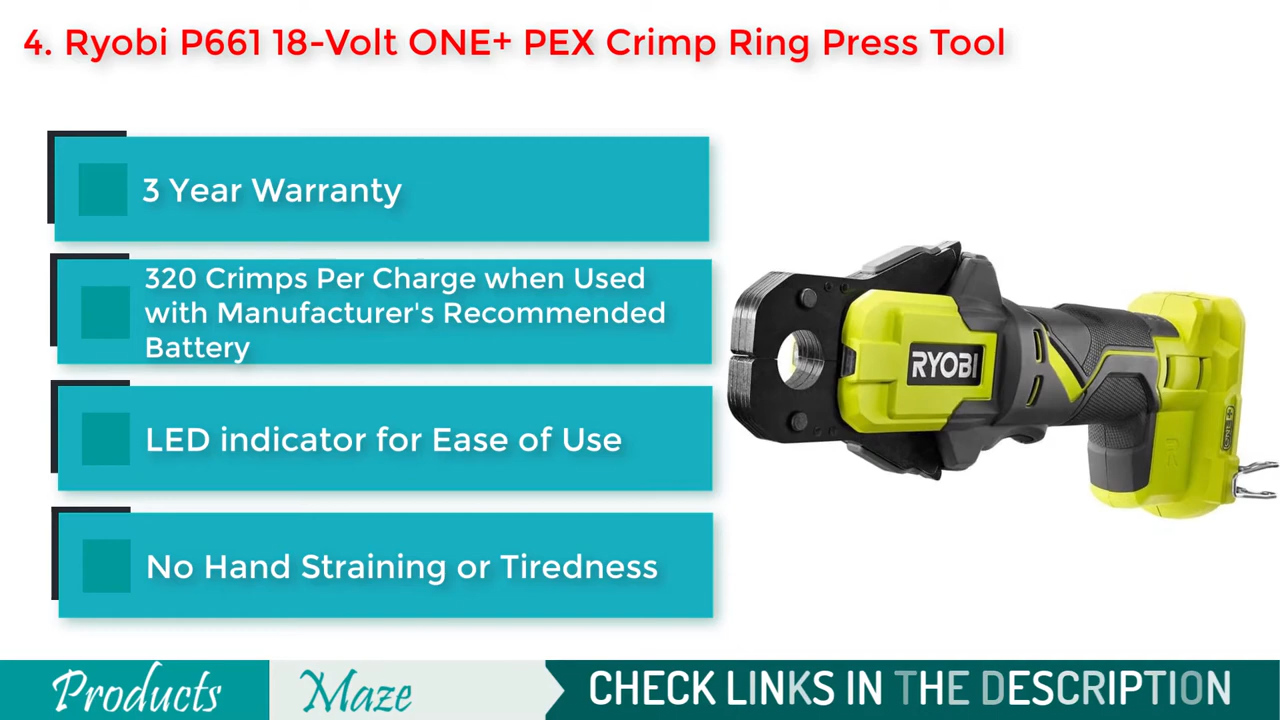 4. Ryobi P661 18-Volt ONE+ PEX Crimp Ring Press Tool
3 Year Warranty
320 Crimps Per Charge when Used
with Manufacturer's Recommended
Battery
LED indicator for Ease of Use
No Hand Straining or Tiredness
RYOBI
Products Maze
CHECK LINKS IN THE DESCRIPTION